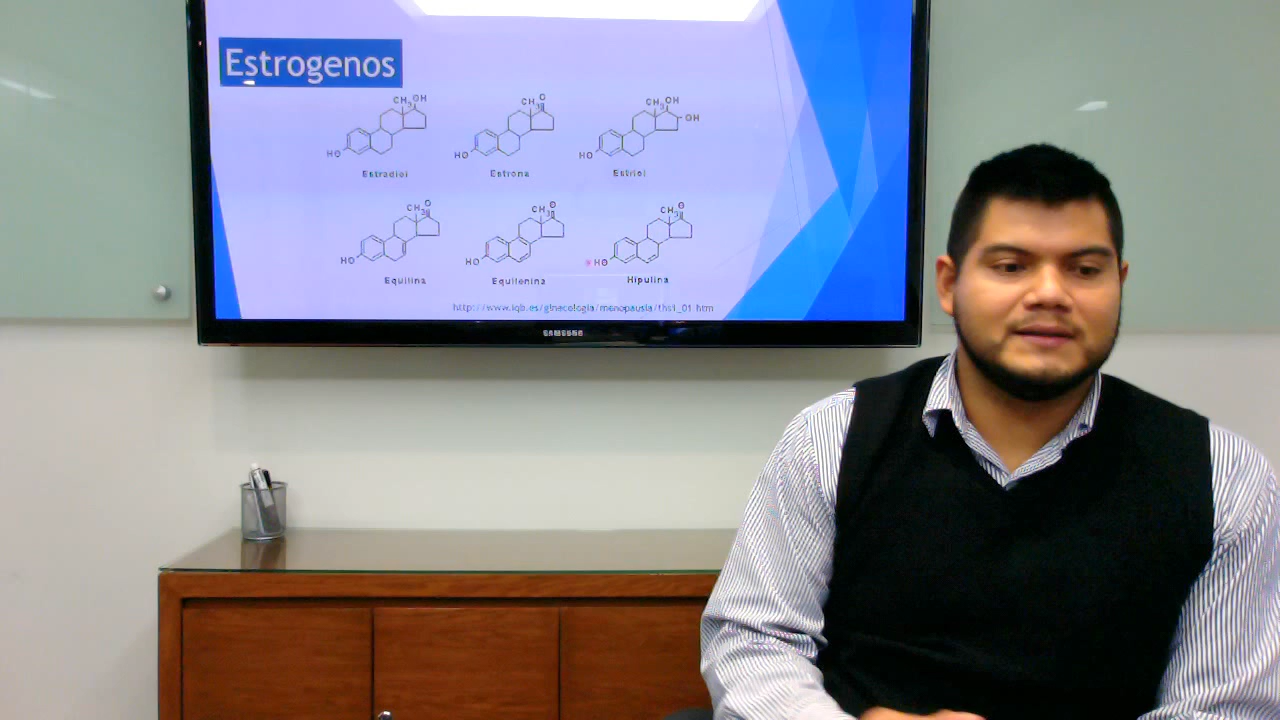 Estrogenos
CH3 OH
HO
Estradiol
CH3 O
HO
Estrona
CH3 OH
OH
HO
Estriol
CH3 O
HO
Equilina
CH3 O
HO
Equilenina
CH3 O
HO
Hipulina
http://www.iqb.es/ginecologia/menopausia/thsl_01.htm
SAMSUNG